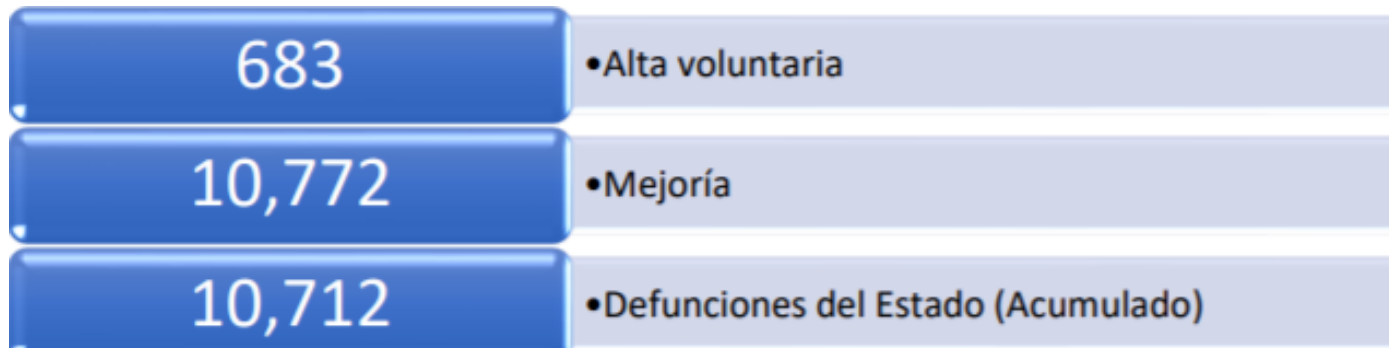 683 •Alta voluntaria
10,772 •Mejoría
10,712 •Defunciones del Estado (Acumulado)